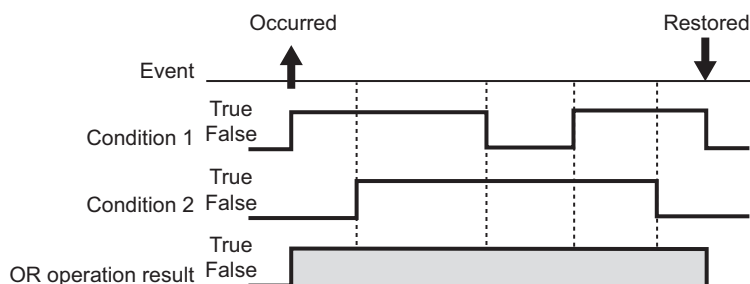 Occurred Restored
Event
True
Condition 1 False
True
Condition 2 False
True
OR operation result False